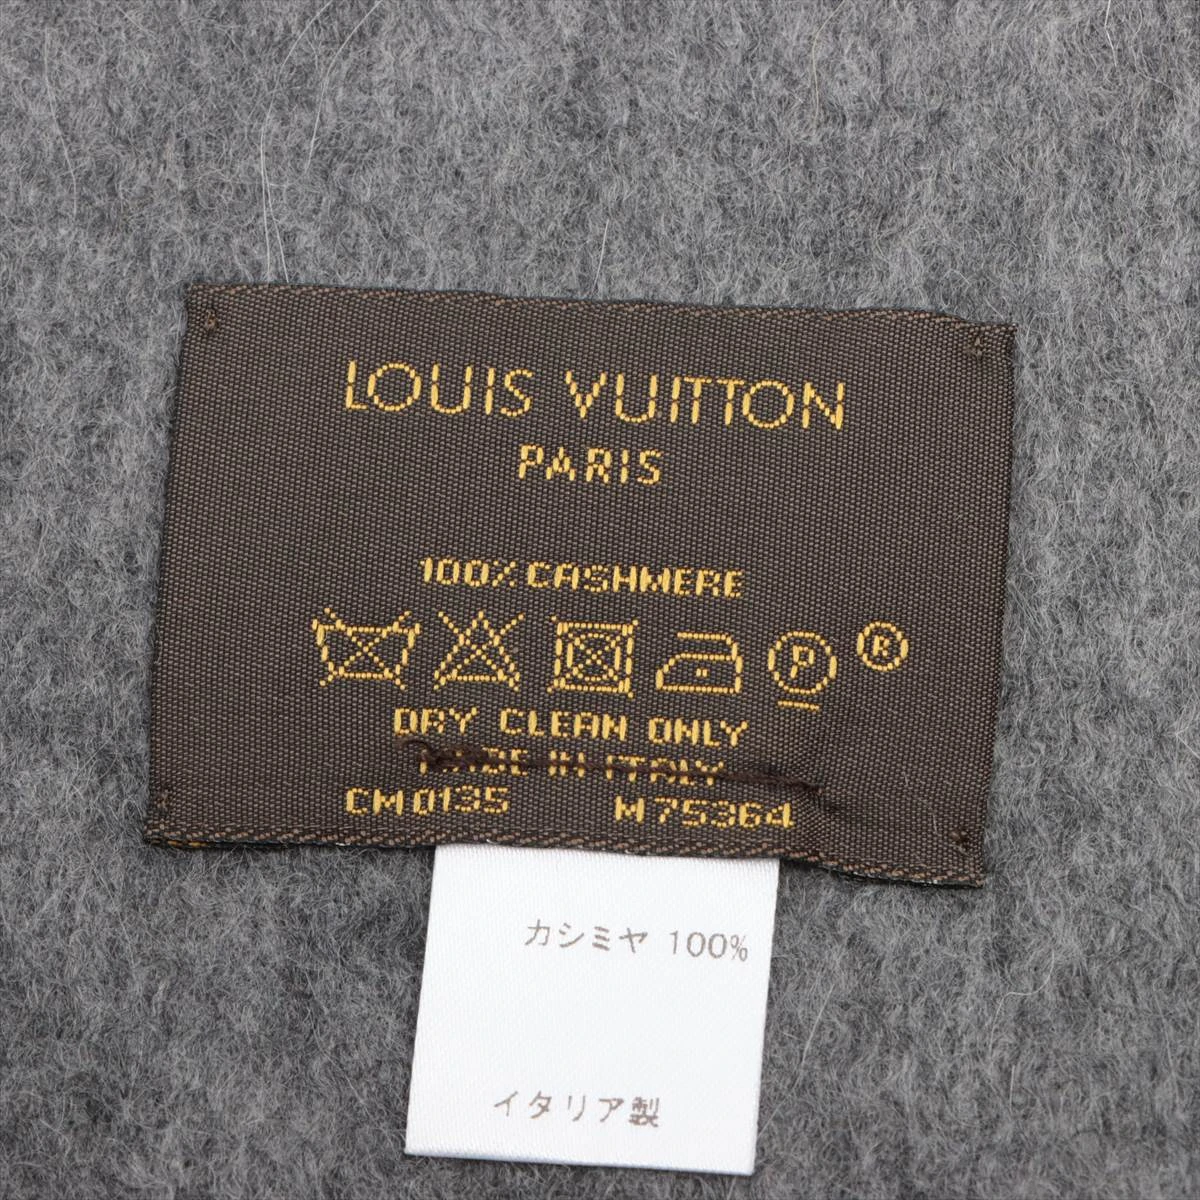 LOUIS VUITTON
PARIS
100% CASHMERE
P ®
DRY CLEAN ONLY
MADE IN ITALY
CM0135 M75364
カシミヤ 100%
イタリア製